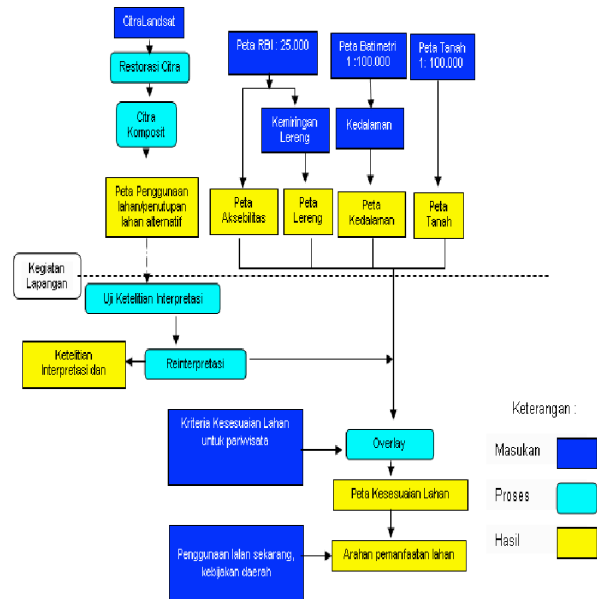 CitraLandsat
Restorasi Citra
Citra
Komposit
Peta Penggunaan
lahan/penutupan
lahan alternatif
Peta RBI : 25.000
Peta Batimetri
1 :100.000
Peta Tanah
1: 100.000
Kemiringan
Lereng
Kedalaman
Peta
Aksebilitas
Peta
Lereng
Peta
Kedalaman
Peta
Tanah
Kegiatan
Lapangan
Uji Ketelitian Interpretasi
Ketelitian
Interpretasi dan
Reinterpretasi
Kriteria Kesesuaian Lahan
untuk pariwisata
Overlay
Peta Kesesuaian Lahan
Penggunaan lalan sekarang,
kebijakan daerah
Arahan pemanfaatan lahan
Keterangan :
Masukan
Proses
Hasil